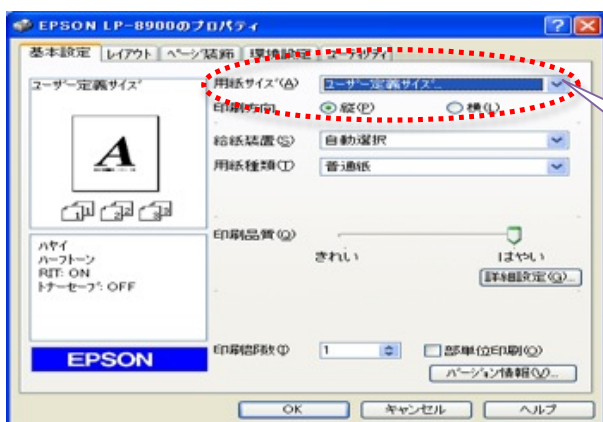 EPSON LP-8900のプロパティ
基本設定 レイアウト ページ装飾 環境設定 ユーティリティ
ユーザー定義サイズ
用紙サイズ(A) ユーザー定義サイズ...
印刷方向 縦(P) 横(L)
A
給紙装置(S) 自動選択
用紙種類(T) 普通紙
1 1 2 2 3 3
印刷品質(Q)
きれい はやい
ハヤイ
ハーフトーン
RIT: ON
トナーセーブ: OFF
詳細設定(G)...
EPSON
印刷部数(I) 1 部単位印刷(O)
バージョン情報(V)...
OK キャンセル ヘルプ